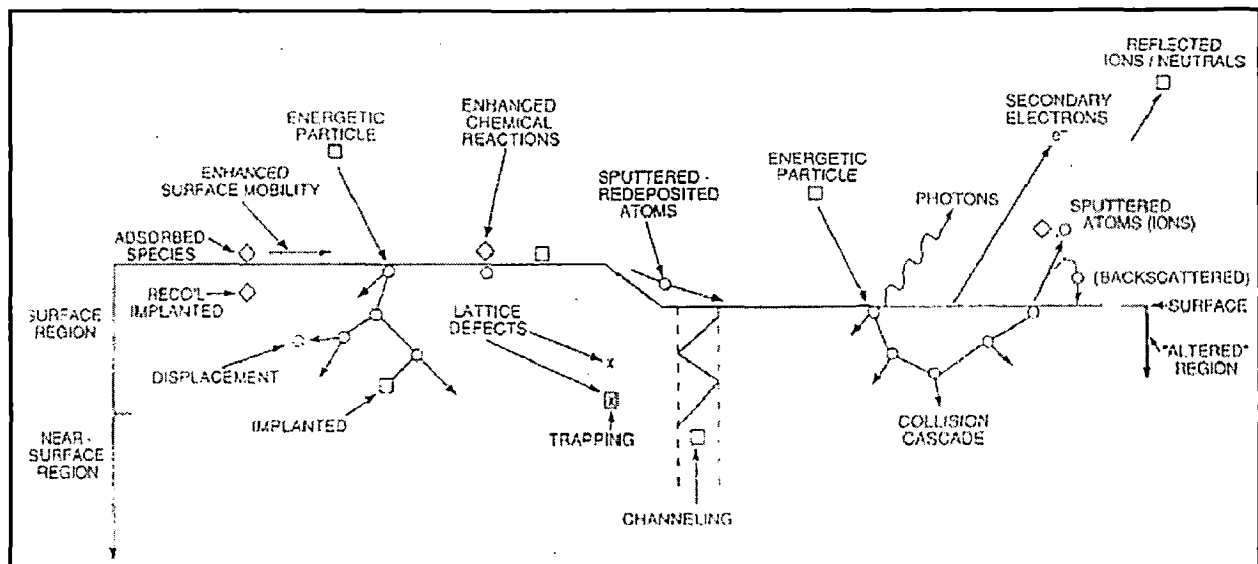 REFLECTED
IONS / NEUTRALS
ENERGETIC
PARTICLE
ENHANCED
CHEMICAL
REACTIONS
SECONDARY
ELECTRONS
e⁻
ENHANCED
SURFACE MOBILITY
SPUTTERED -
REDEPOSITED
ATOMS
ENERGETIC
PARTICLE
PHOTONS
SPUTTERED
ATOMS (IONS)
ADSORBED
SPECIES
(BACKSCATTERED)
RECO'L
IMPLANTED
SURFACE
SURFACE
REGION
LATTICE
DEFECTS
x
"ALTERED"
REGION
DISPLACEMENT
x
IMPLANTED
TRAPPING
COLLISION
CASCADE
NEAR -
SURFACE
REGION
CHANNELING